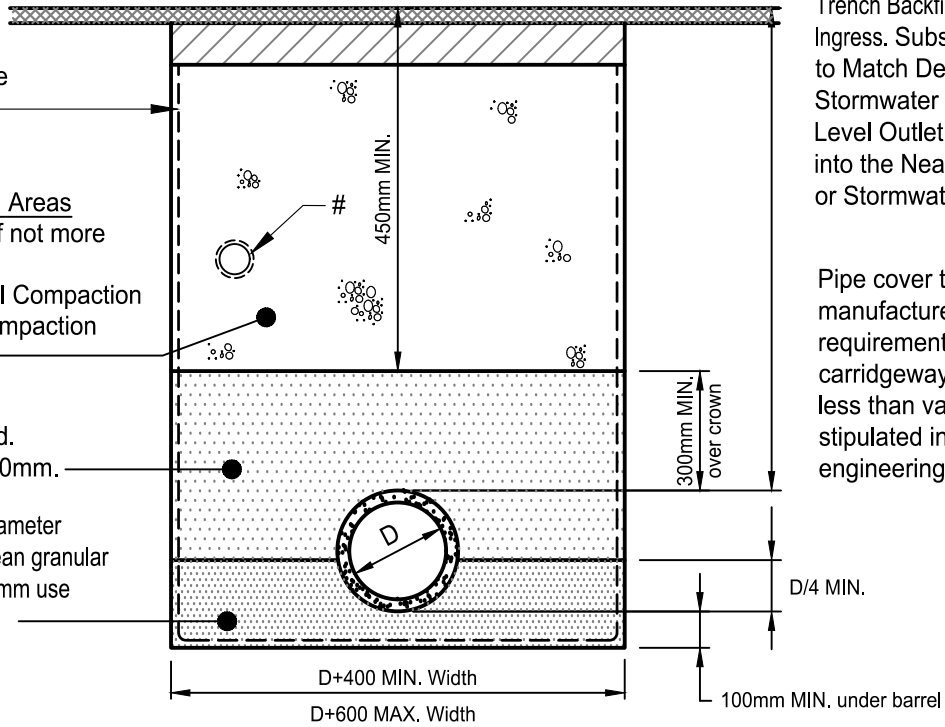 e
Areas
f not more
l Compaction
mpaction
d.
0mm.
ameter
ean granular
mm use
#
450mm MIN.
300mm MIN.
over crown
D
D/4 MIN.
D+400 MIN. Width
D+600 MAX. Width
100mm MIN. under barrel
Trench Backfi
Ingress. Subs
to Match De
Stormwater
Level Outlet
into the Nea
or Stormwat
Pipe cover t
manufacture
requirement
carridgeway
less than va
stipulated in
engineering